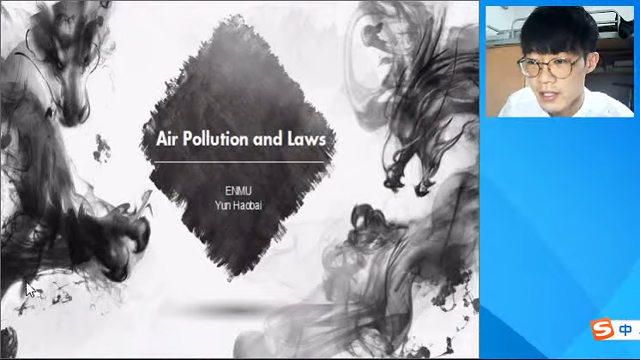 Air Pollution and Laws
ENMU
Yun Haobai
S 中